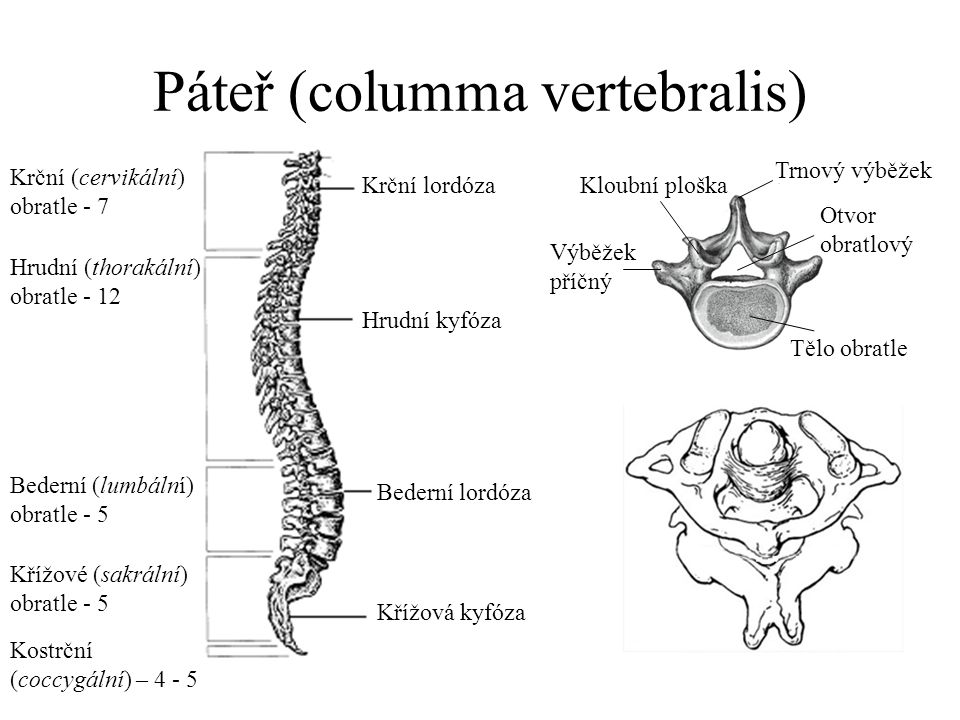 Páteř (columma vertebralis)
Krční (cervikální)
obratle - 7
Hrudní (thorakální)
obratle - 12
Bederní (lumbální)
obratle - 5
Křížové (sakrální)
obratle - 5
Kostrční
(coccygální) – 4 - 5
Krční lordóza
Hrudní kyfóza
Bederní lordóza
Křížová kyfóza
Kloubní ploška
Trnový výběžek
Otvor
obratlový
Výběžek
příčný
Tělo obratle